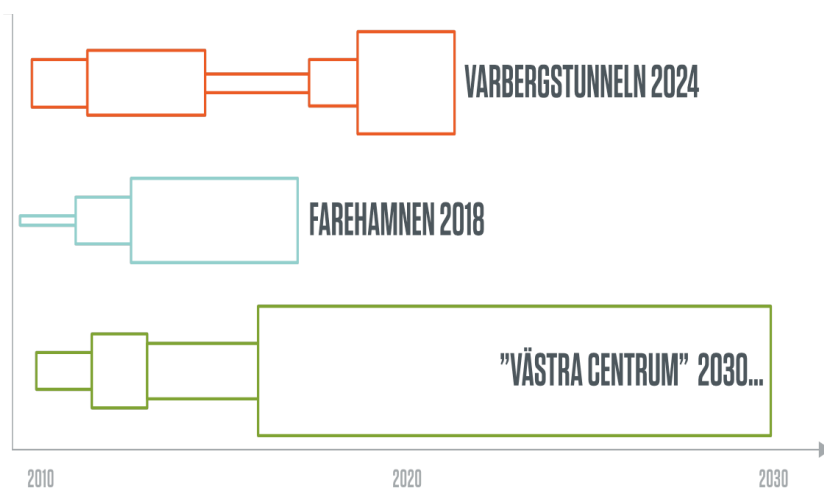 VARBERGSTUNNELN 2024
FAREHAMNEN 2018
”VÄSTRA CENTRUM” 2030...
2010 2020 2030